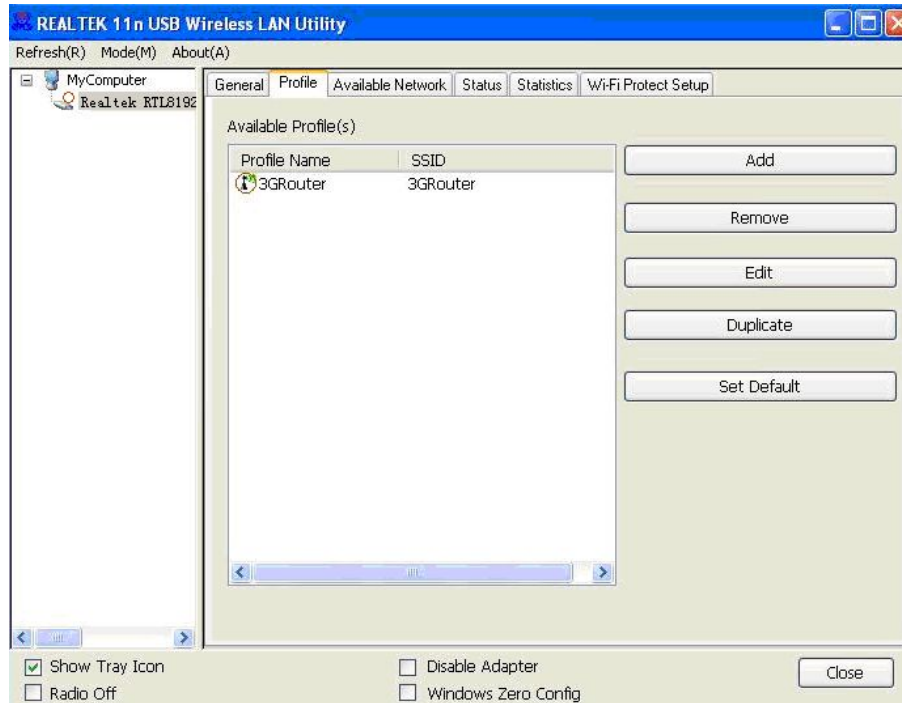 REALTEK 11n USB Wireless LAN Utility
Refresh(R) Mode(M) About(A)
MyComputer
Realtek RTL8192
General Profile Available Network Status Statistics Wi-Fi Protect Setup
Available Profile(s)
Profile Name SSID
3GRouter 3GRouter
Add
Remove
Edit
Duplicate
Set Default
Show Tray Icon
Radio Off
Disable Adapter
Windows Zero Config
Close